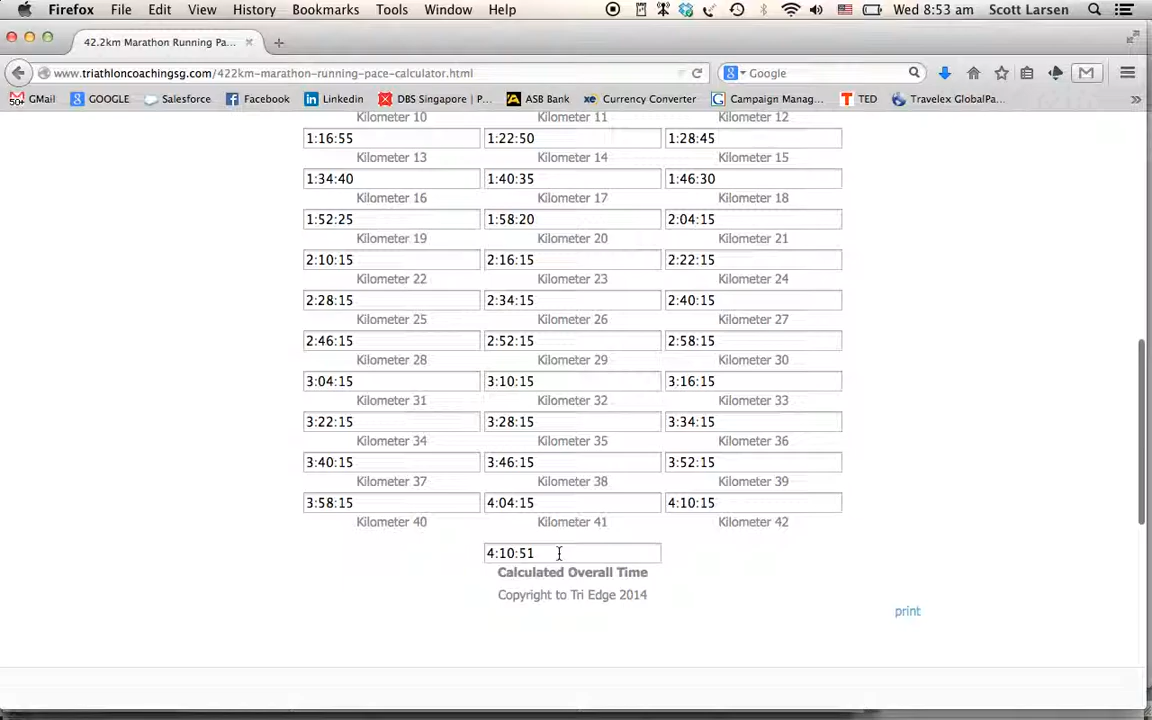 Firefox File Edit View History Bookmarks Tools Window Help Wed 8:53 am Scott Larsen
42.2km Marathon Running Pa...
www.triathloncoachingsg.com/422km-marathon-running-pace-calculator.html Google
50+ GMail GOOGLE Salesforce Facebook Linkedin DBS Singapore | P... ASB Bank Currency Converter Campaign Manag... TED Travelex GlobalPa...
Kilometer 10 Kilometer 11 Kilometer 12
1:16:55 1:22:50 1:28:45
Kilometer 13 Kilometer 14 Kilometer 15
1:34:40 1:40:35 1:46:30
Kilometer 16 Kilometer 17 Kilometer 18
1:52:25 1:58:20 2:04:15
Kilometer 19 Kilometer 20 Kilometer 21
2:10:15 2:16:15 2:22:15
Kilometer 22 Kilometer 23 Kilometer 24
2:28:15 2:34:15 2:40:15
Kilometer 25 Kilometer 26 Kilometer 27
2:46:15 2:52:15 2:58:15
Kilometer 28 Kilometer 29 Kilometer 30
3:04:15 3:10:15 3:16:15
Kilometer 31 Kilometer 32 Kilometer 33
3:22:15 3:28:15 3:34:15
Kilometer 34 Kilometer 35 Kilometer 36
3:40:15 3:46:15 3:52:15
Kilometer 37 Kilometer 38 Kilometer 39
3:58:15 4:04:15 4:10:15
Kilometer 40 Kilometer 41 Kilometer 42
4:10:51
Calculated Overall Time
Copyright to Tri Edge 2014
print